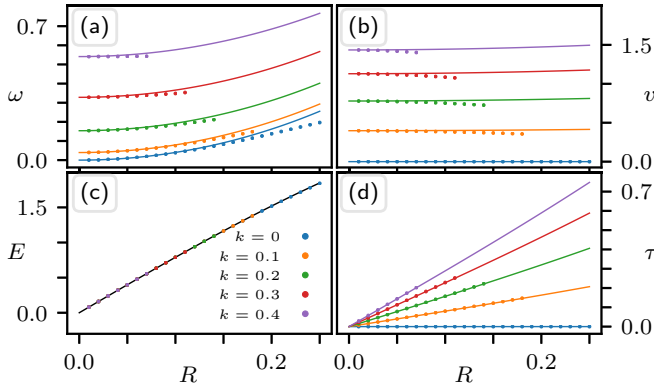 (a)
0.7
ω
0.0
(b)
1.5
v
0.0
(c)
1.5
E
0.0
k = 0
k = 0.1
k = 0.2
k = 0.3
k = 0.4
0.0
0.2
R
(d)
0.7
τ
0.0
0.0
0.2
R